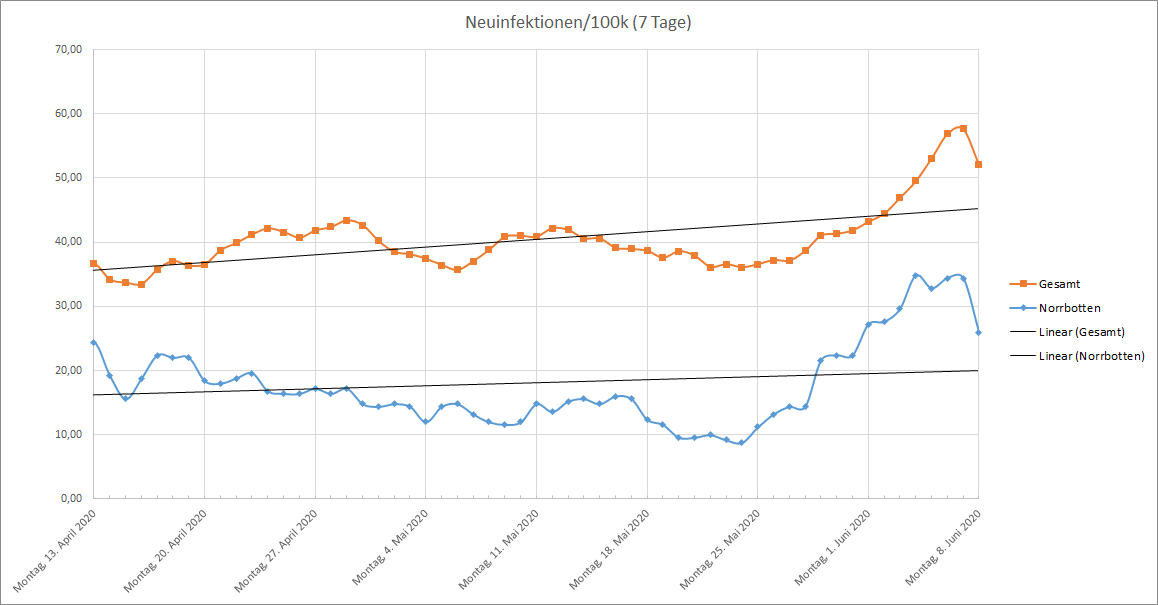 Neuinfektionen/100k (7 Tage)
70,00
60,00
50,00
40,00
30,00
20,00
10,00
0,00
Montag, 13. April 2020
Montag, 20. April 2020
Montag, 27. April 2020
Montag, 4. Mai 2020
Montag, 11. Mai 2020
Montag, 18. Mai 2020
Montag, 25. Mai 2020
Montag, 1. Juni 2020
Montag, 8. Juni 2020
Gesamt
Norrbotten
Linear (Gesamt)
Linear (Norrbotten)